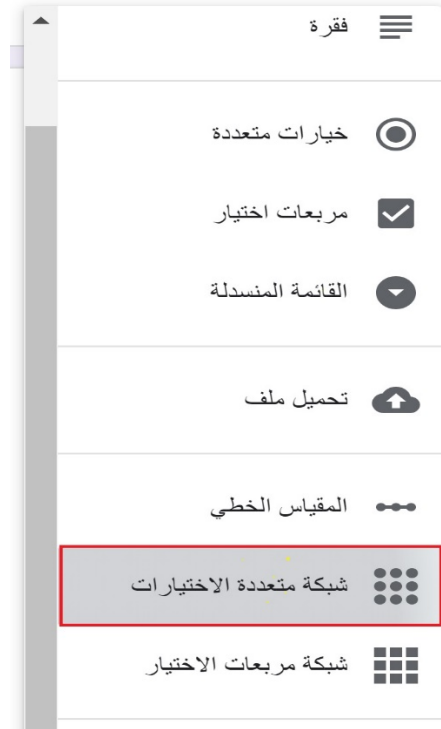 فقرة
خيارات متعددة
مربعات اختيار
القائمة المنسدلة
تحميل ملف
المقياس الخطي
شبكة متعددة الاختيارات
شبكة مربعات الاختيار